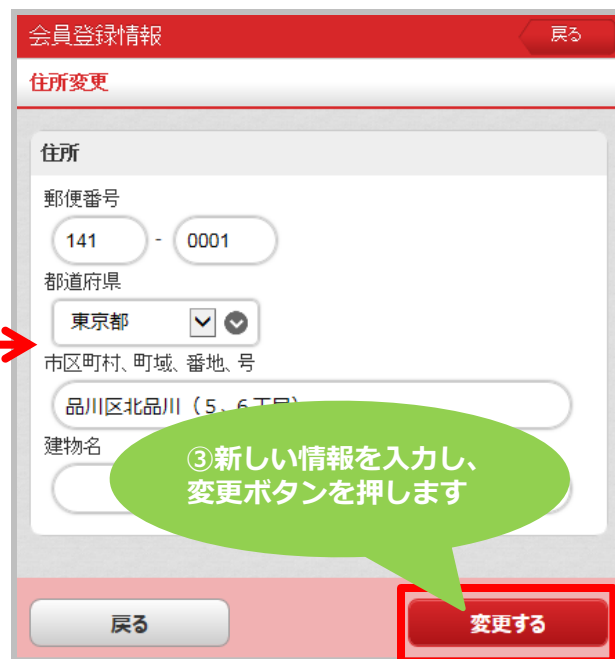 会員登録情報
戻る
住所変更
住所
郵便番号
141 - 0001
都道府県
東京都
市区町村、町域、番地、号
品川区北品川（５、６丁目）
建物名
③新しい情報を入力し、
変更ボタンを押します
戻る
変更する